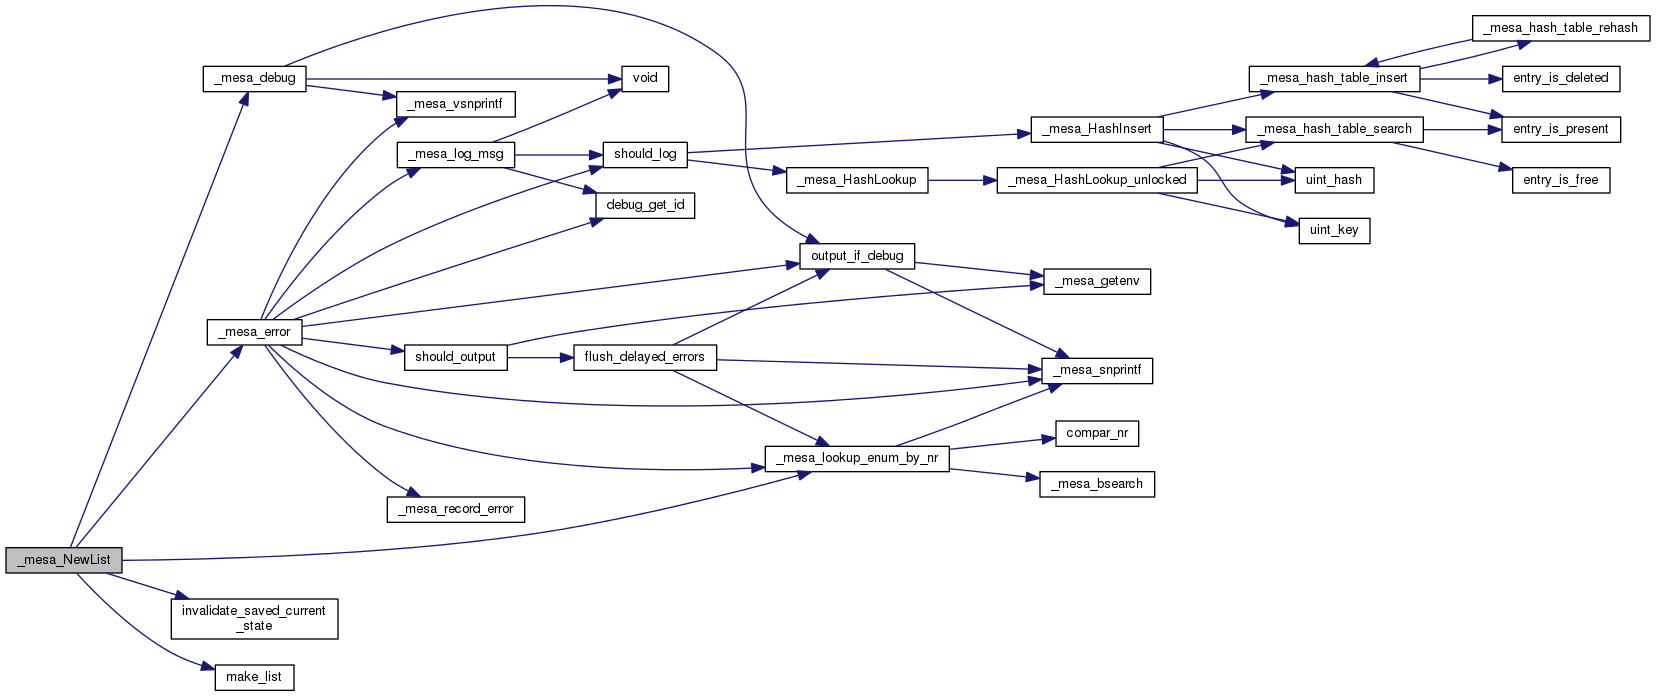 _mesa_hash_table_rehash
_mesa_debug
void
_mesa_hash_table_insert
entry_is_deleted
_mesa_vsnprintf
_mesa_HashInsert
_mesa_hash_table_search
entry_is_present
_mesa_log_msg
should_log
_mesa_HashLookup
_mesa_HashLookup_unlocked
uint_hash
entry_is_free
debug_get_id
uint_key
output_if_debug
_mesa_getenv
_mesa_error
should_output
flush_delayed_errors
_mesa_snprintf
compar_nr
_mesa_lookup_enum_by_nr
_mesa_bsearch
_mesa_record_error
_mesa_NewList
invalidate_saved_current
_state
make_list